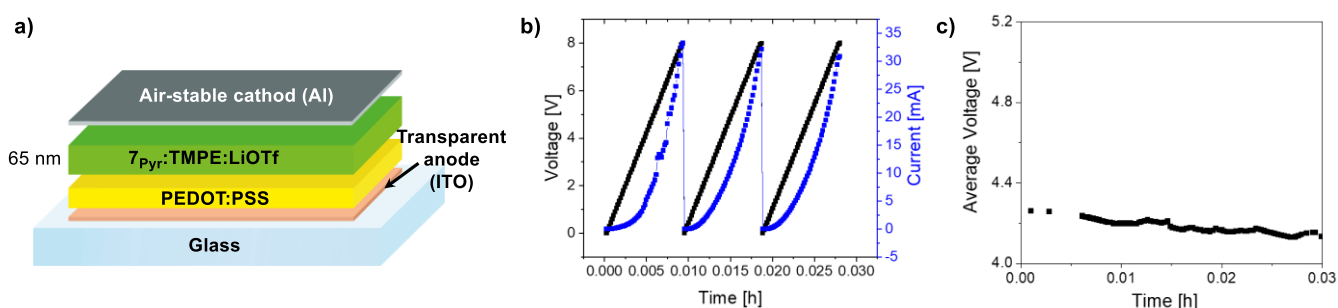 a)
Air-stable cathod (Al)
65 nm
7Pyr:TMPE:LiOTf
PEDOT:PSS
Transparent
anode
(ITO)
Glass
b)
Voltage [V]
8
6
4
2
0
0.000 0.005 0.010 0.015 0.020 0.025 0.030
Time [h]
35
30
25
20
15
10
5
0
-5
Current [mA]
c)
Average Voltage [V]
5.2
4.8
4.4
4.0
0.00 0.01 0.02 0.03
Time [h]